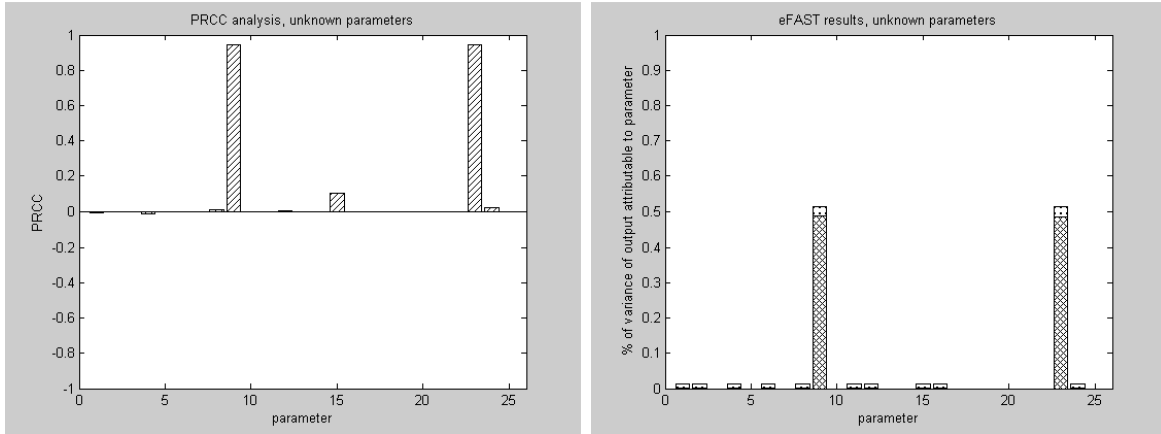 PRCC analysis, unknown parameters
1
0.8
0.6
0.4
0.2
0
-0.2
-0.4
-0.6
-0.8
-1
PRCC
0 5 10 15 20 25
parameter
eFAST results, unknown parameters
1
0.9
0.8
0.7
0.6
0.5
0.4
0.3
0.2
0.1
0
% of variance of output attributable to parameter
0 5 10 15 20 25
parameter